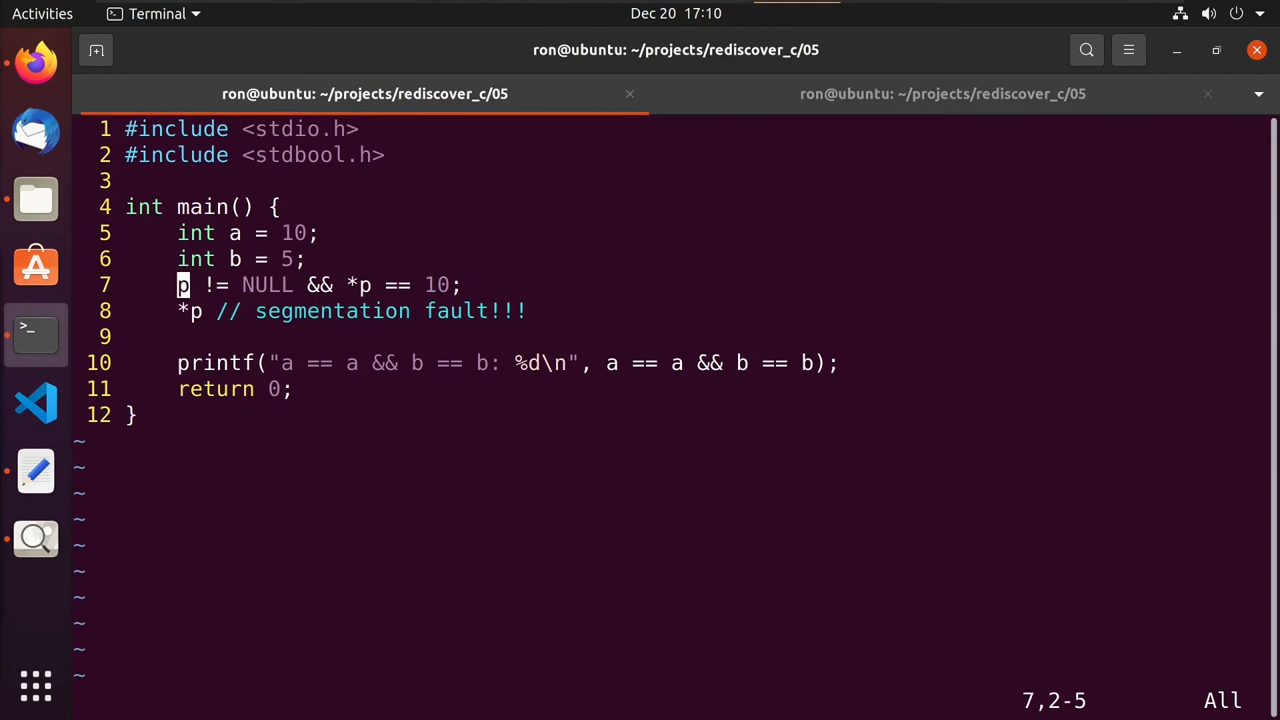 Activities Terminal Dec 20 17:10
ron@ubuntu: ~/projects/rediscover_c/05
ron@ubuntu: ~/projects/rediscover_c/05 ron@ubuntu: ~/projects/rediscover_c/05
1 #include <stdio.h>
2 #include <stdbool.h>
3
4 int main() {
5     int a = 10;
6     int b = 5;
7     p != NULL && *p == 10;
8     *p // segmentation fault!!!
9
10     printf("a == a && b == b: %d\n", a == a && b == b);
11     return 0;
12 }
~
~
~
~
~
~
~
~
~
~
7,2-5 All